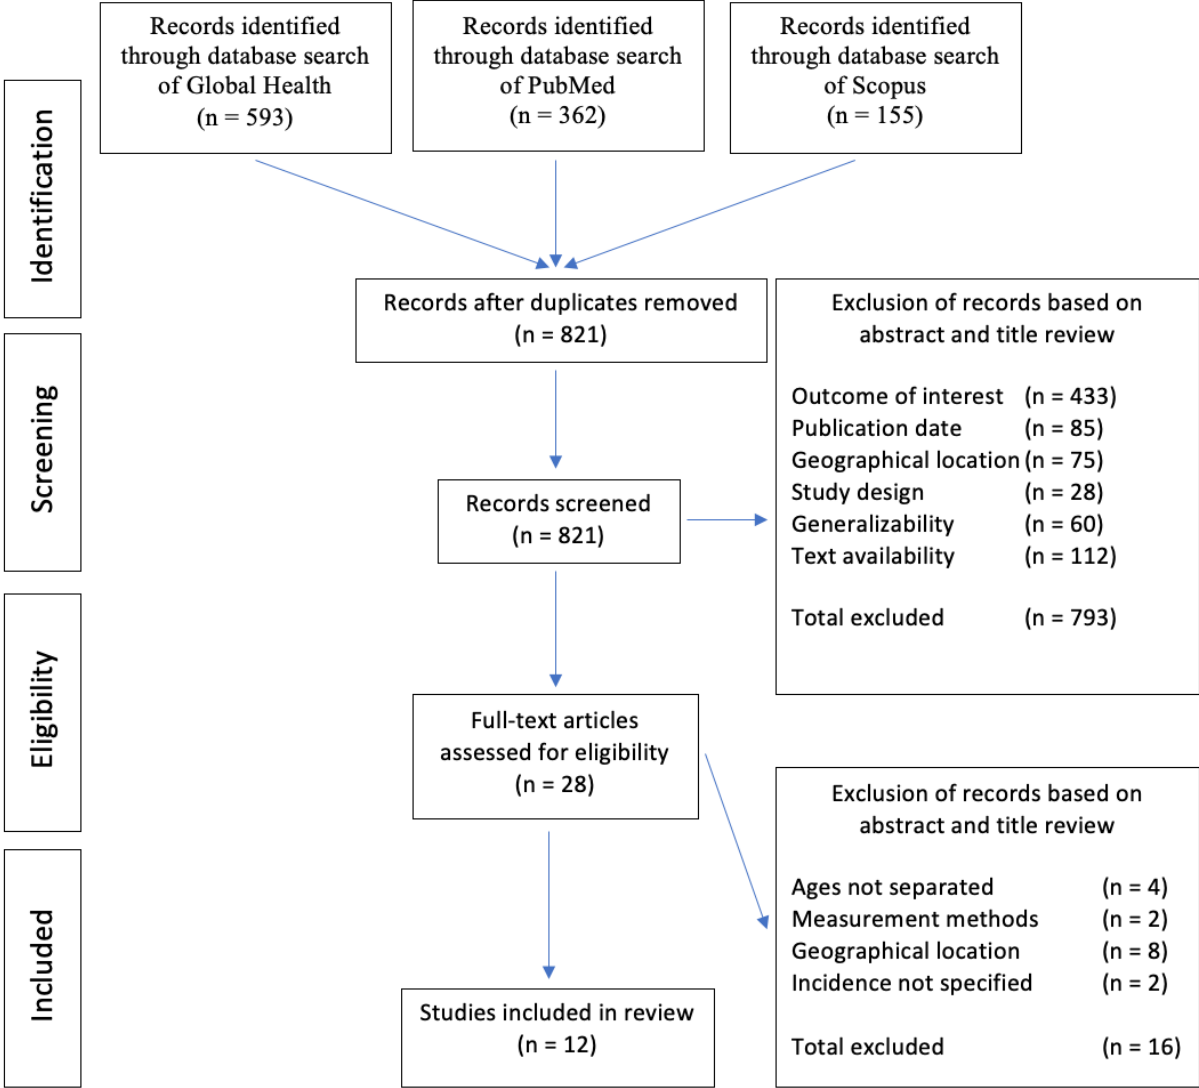 Records identified
through database search
of Global Health
(n = 593)
Records identified
through database search
of PubMed
(n = 362)
Records identified
through database search
of Scopus
(n = 155)
Identification
Records after duplicates removed
(n = 821)
Screening
Records screened
(n = 821)
Exclusion of records based on
abstract and title review
Outcome of interest (n = 433)
Publication date (n = 85)
Geographical location (n = 75)
Study design (n = 28)
Generalizability (n = 60)
Text availability (n = 112)
Total excluded (n = 793)
Eligibility
Full-text articles
assessed for eligibility
(n = 28)
Exclusion of records based on
abstract and title review
Ages not separated (n = 4)
Measurement methods (n = 2)
Geographical location (n = 8)
Incidence not specified (n = 2)
Total excluded (n = 16)
Included
Studies included in review
(n = 12)